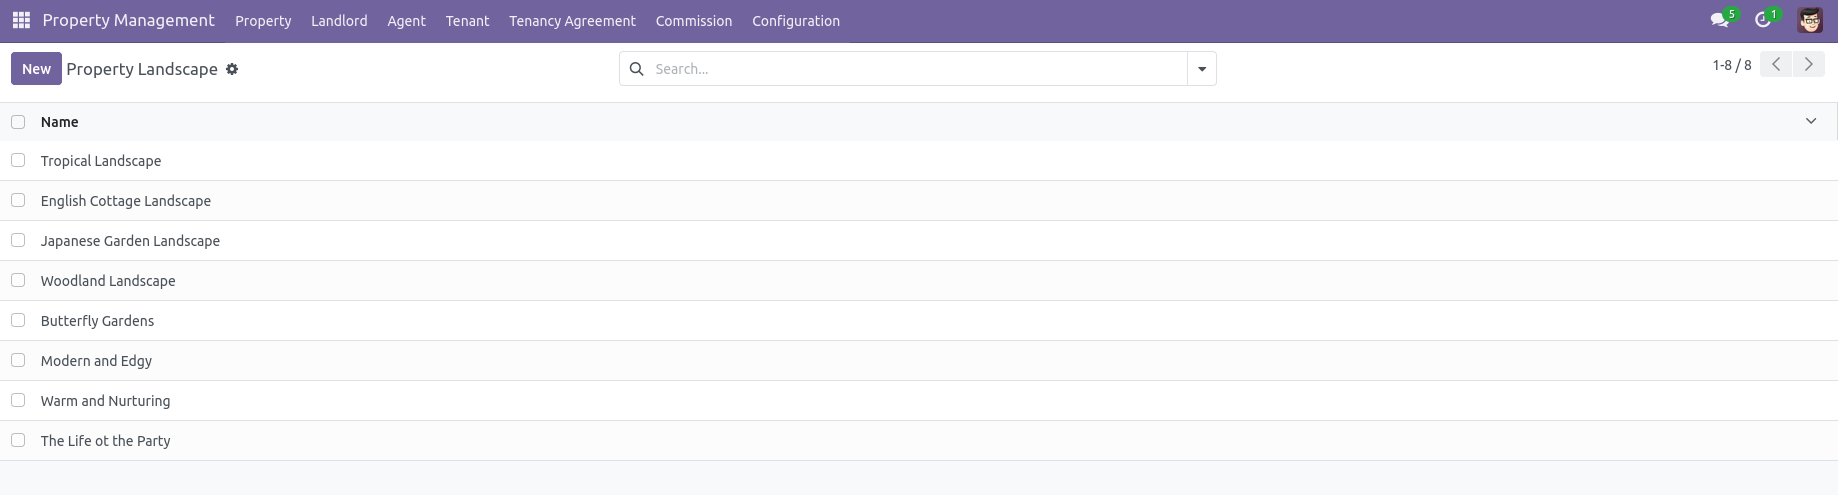 Property Management Property Landlord Agent Tenant Tenancy Agreement Commission Configuration 5 1
New Property Landscape Search... 1-8 / 8
Name
Tropical Landscape
English Cottage Landscape
Japanese Garden Landscape
Woodland Landscape
Butterfly Gardens
Modern and Edgy
Warm and Nurturing
The Life ot the Party